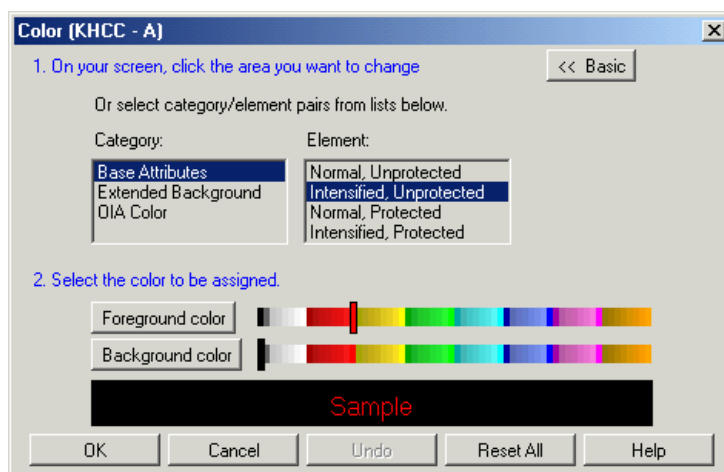 Color (KHCC - A)
1. On your screen, click the area you want to change
<< Basic
Or select category/element pairs from lists below.
Category:
Element:
Base Attributes
Extended Background
OIA Color
Normal, Unprotected
Intensified, Unprotected
Normal, Protected
Intensified, Protected
2. Select the color to be assigned.
Foreground color
Background color
Sample
OK Cancel Undo Reset All Help